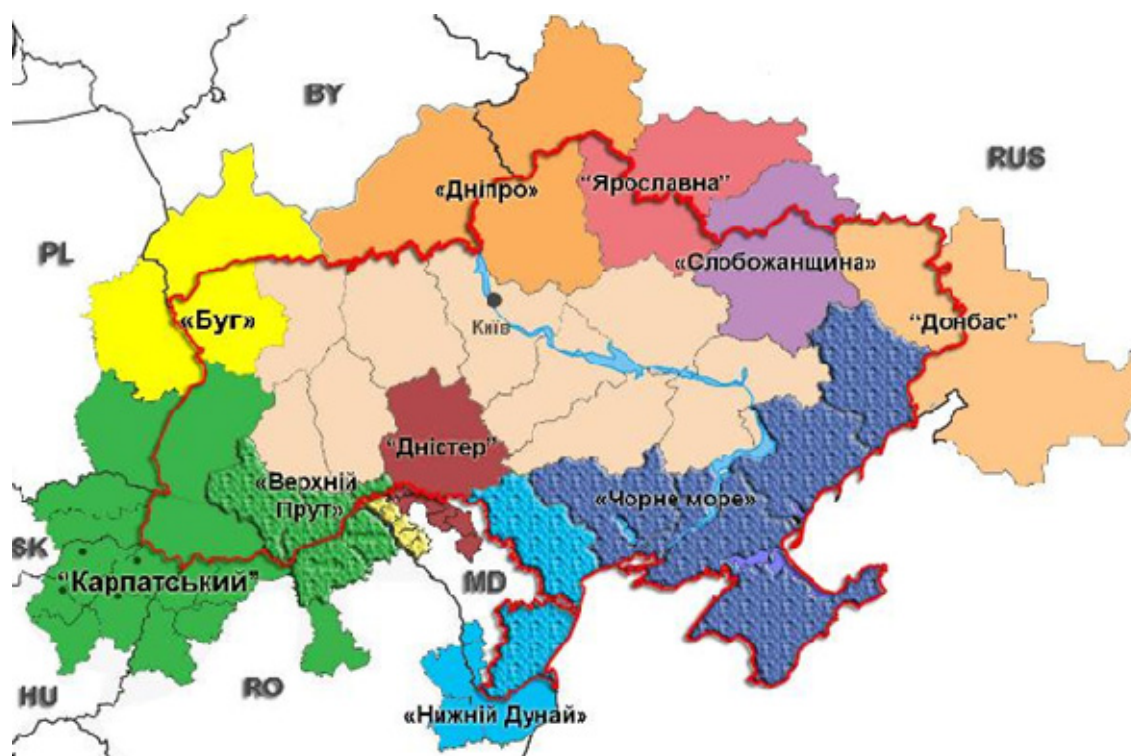 BY
RUS
«Дніпро»
“Ярославна”
PL
«Слобожанщина»
«Буг»
Київ
“Донбас”
“Дністер”
«Верхній
Прут»
«Чорне море»
SK
“Карпатський”
MD
HU
RO
«Нижній Дунай»